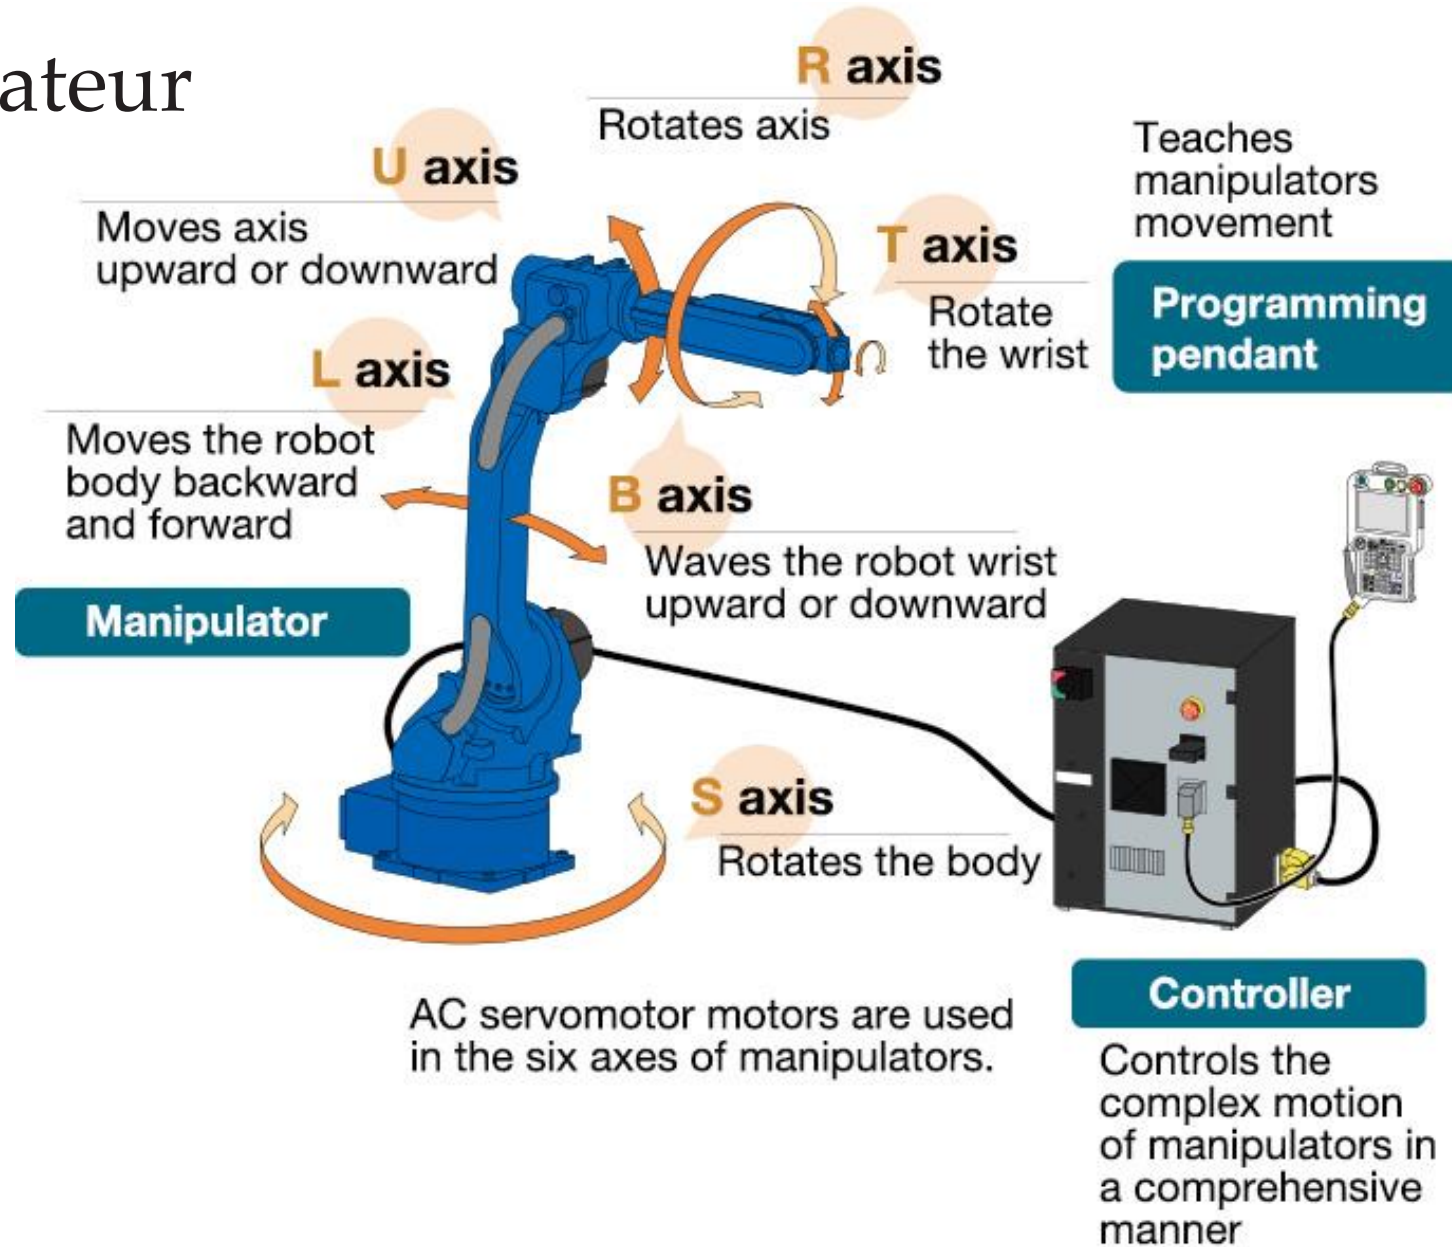 ateur
R axis
Rotates axis
U axis
Moves axis
upward or downward
T axis
Rotate
the wrist
Teaches
manipulators
movement
Programming
pendant
L axis
Moves the robot
body backward
and forward
B axis
Waves the robot wrist
upward or downward
Manipulator
S axis
Rotates the body
AC servomotor motors are used
in the six axes of manipulators.
Controller
Controls the
complex motion
of manipulators in
a comprehensive
manner